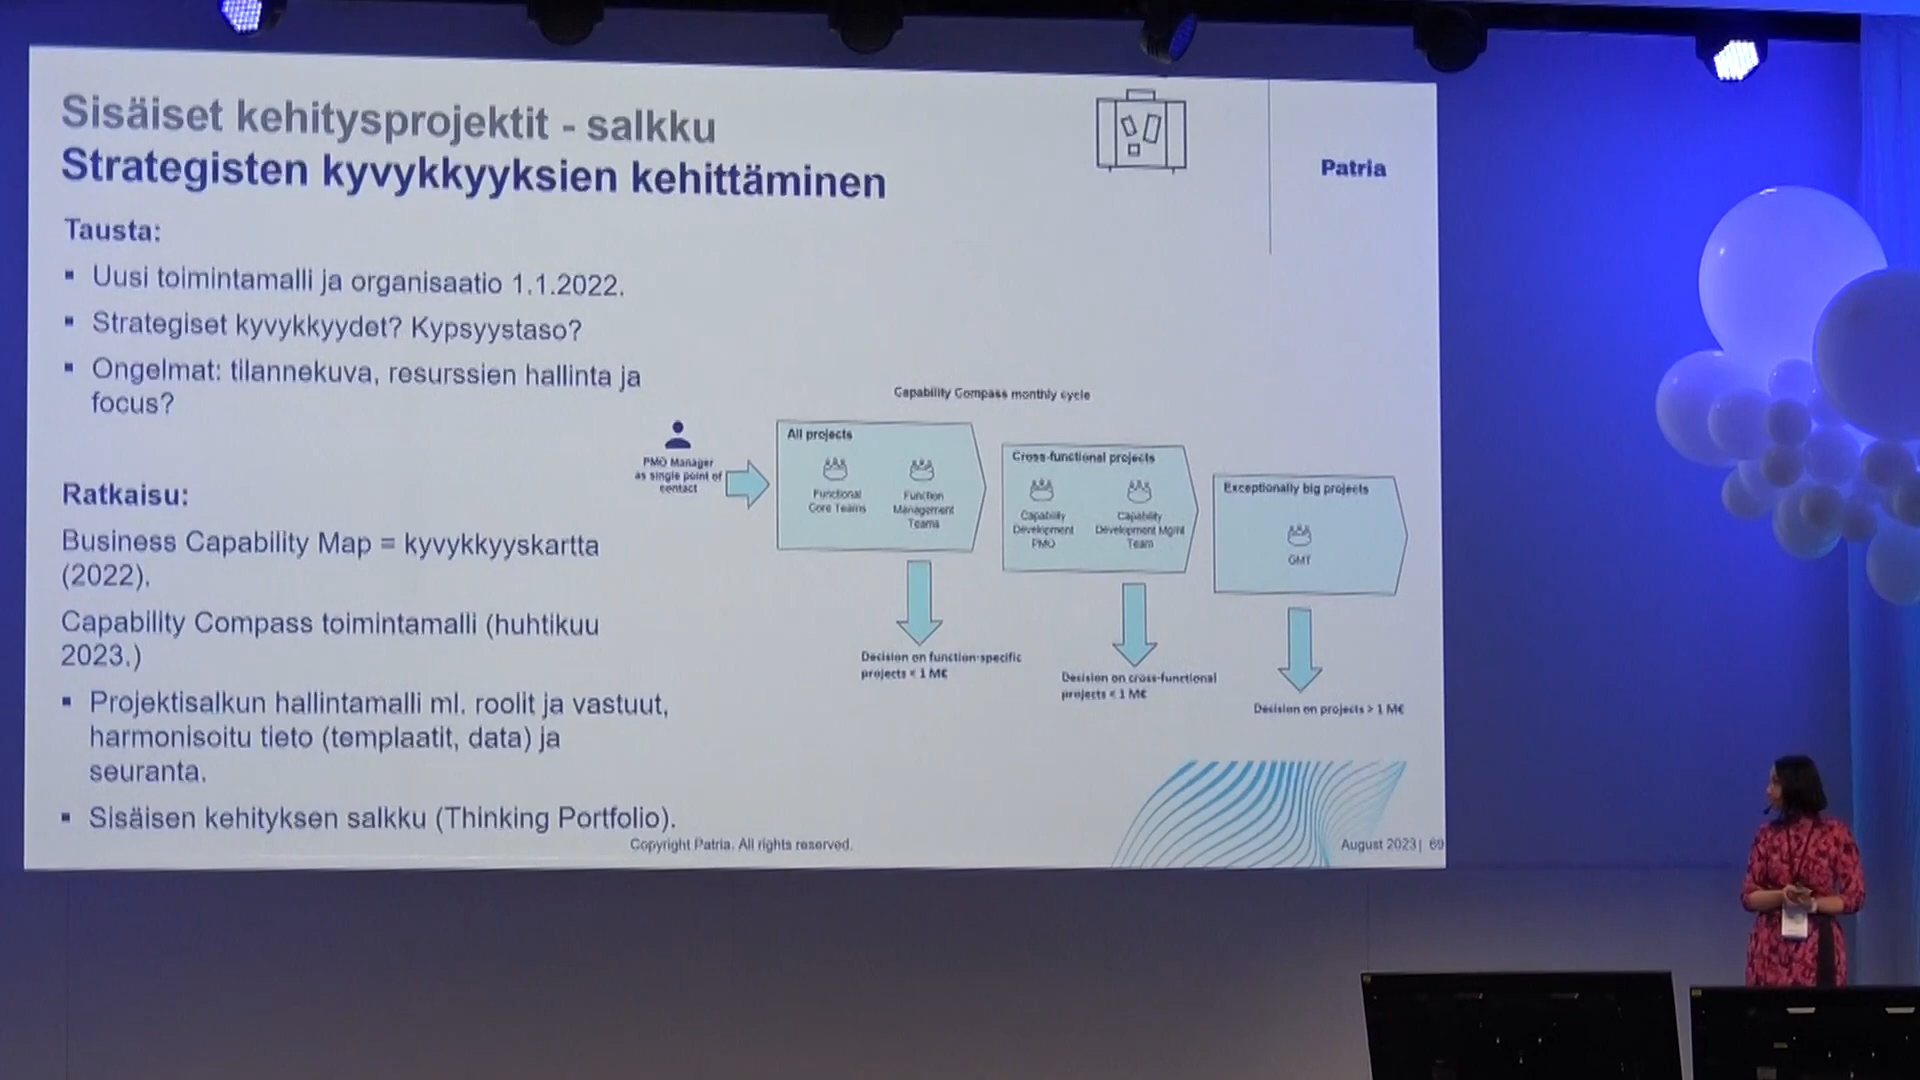 Sisäiset kehitysprojektit - salkku
Strategisten kyvykkyyksien kehittäminen
Patria
Tausta:
▪ Uusi toimintamalli ja organisaatio 1.1.2022.
▪ Strategiset kyvykkyydet? Kypsyystaso?
▪ Ongelmat: tilannekuva, resurssien hallinta ja
focus?
Ratkaisu:
Business Capability Map = kyvykkyyskartta
(2022).
Capability Compass toimintamalli (huhtikuu
2023.)
▪ Projektisalkun hallintamalli ml. roolit ja vastuut,
harmonisoitu tieto (templaatit, data) ja
seuranta.
▪ Sisäisen kehityksen salkku (Thinking Portfolio).
Capability Compass monthly cycle
PMO Manager
as single point of
contact
All projects
Functional
Core Teams
Function
Management
Teams
Decision on function-specific
projects < 1 M€
Cross-functional projects
Capability
Development
PMO
Capability
Development Mgmt
Team
Decision on cross-functional
projects < 1 M€
Exceptionally big projects
GMT
Decision on projects > 1 M€
Copyright Patria. All rights reserved.
August 2023 | 69